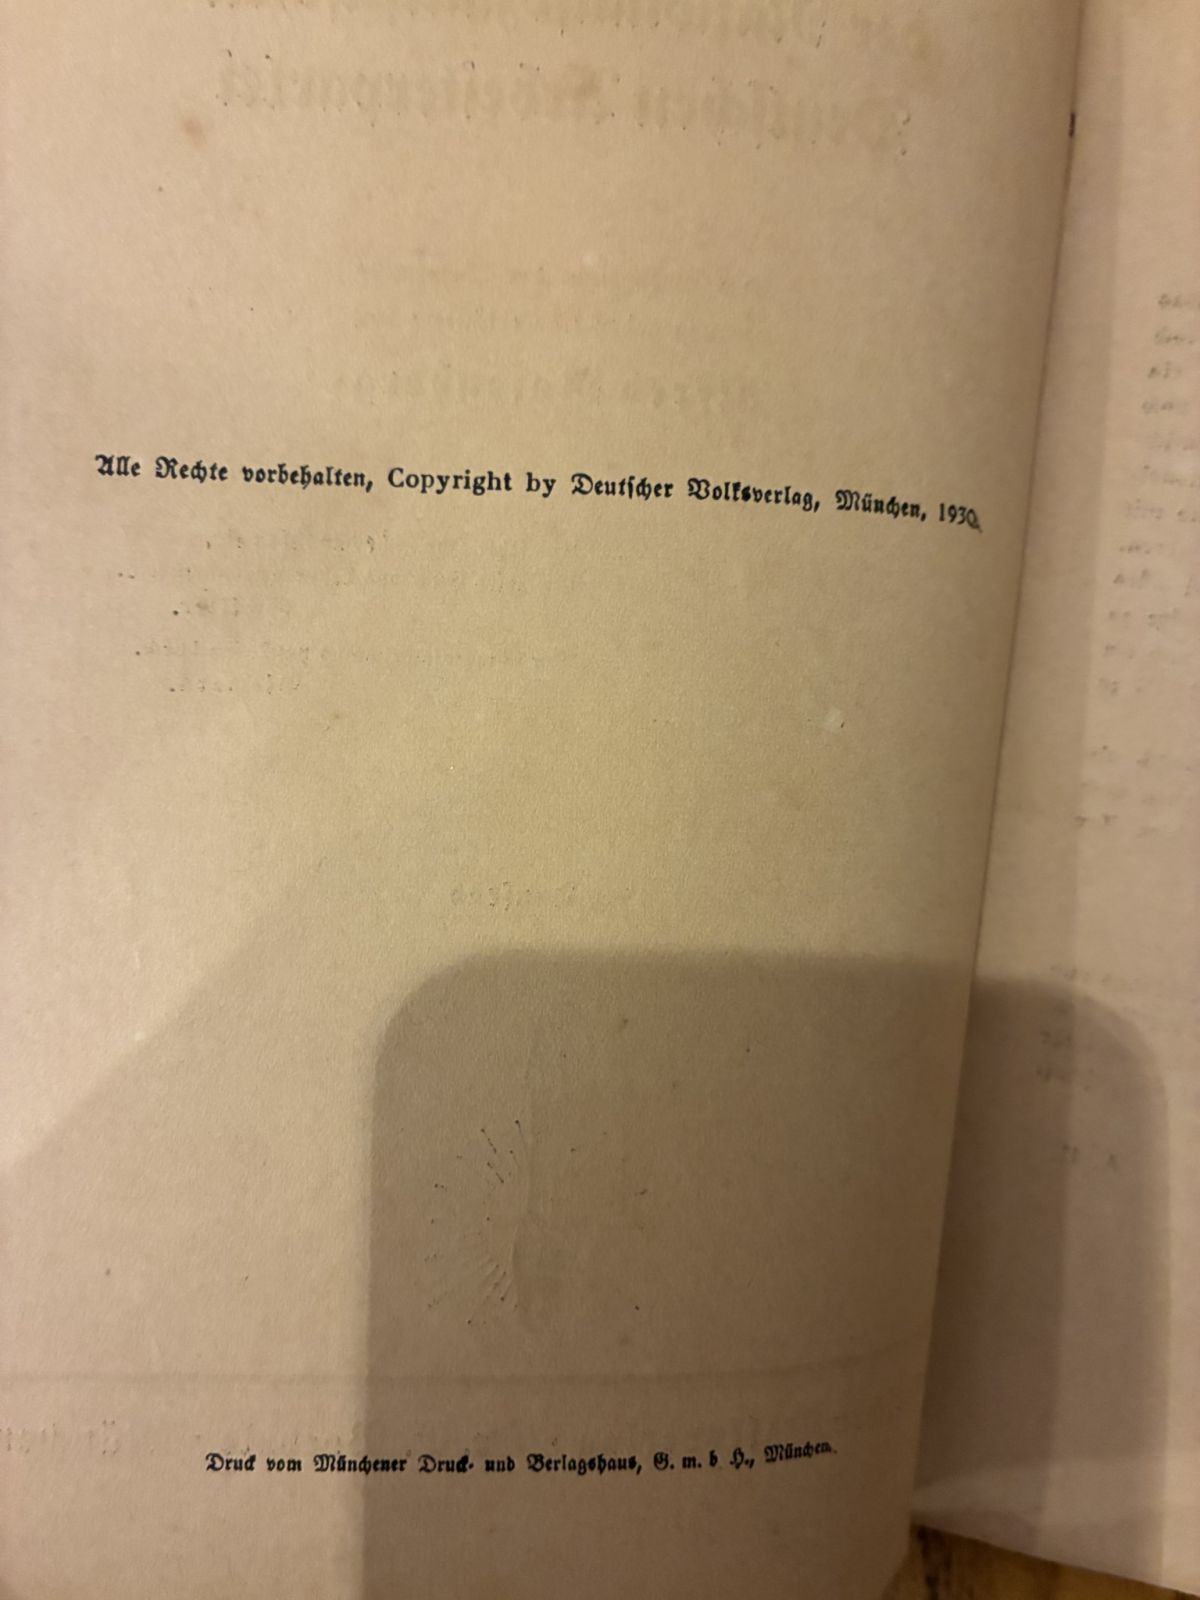 Alle Rechte vorbehalten, Copyright by Deutscher Volksverlag, München, 1930.
Druck vom Münchener Druck- und Verlagshaus, G. m. b H., München.